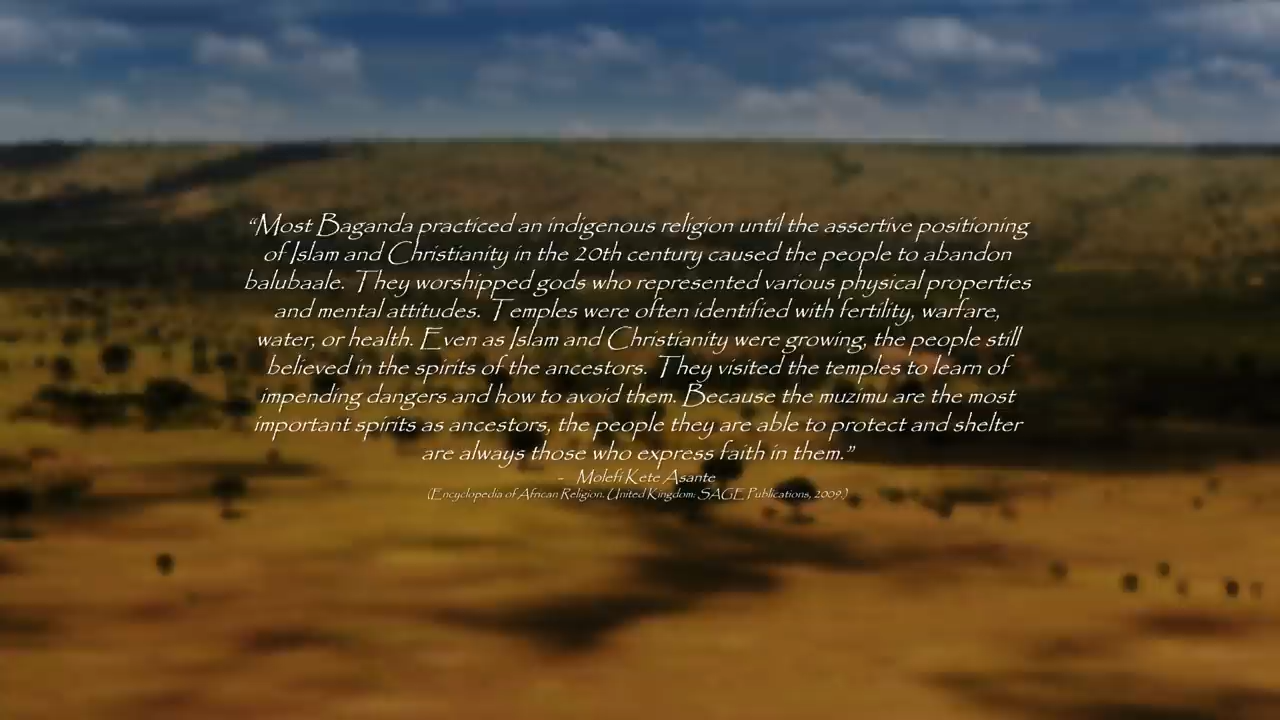 “Most Baganda practiced an indigenous religion until the assertive positioning
of Islam and Christianity in the 20th century caused the people to abandon
balubaale. They worshipped gods who represented various physical properties
and mental attitudes. Temples were often identified with fertility, warfare,
water, or health. Even as Islam and Christianity were growing, the people still
believed in the spirits of the ancestors. They visited the temples to learn of
impending dangers and how to avoid them. Because the muzimu are the most
important spirits as ancestors, the people they are able to protect and shelter
are always those who express faith in them.”
- Molefi Kete Asante
(Encyclopedia of African Religion. United Kingdom: SAGE Publications, 2009.)